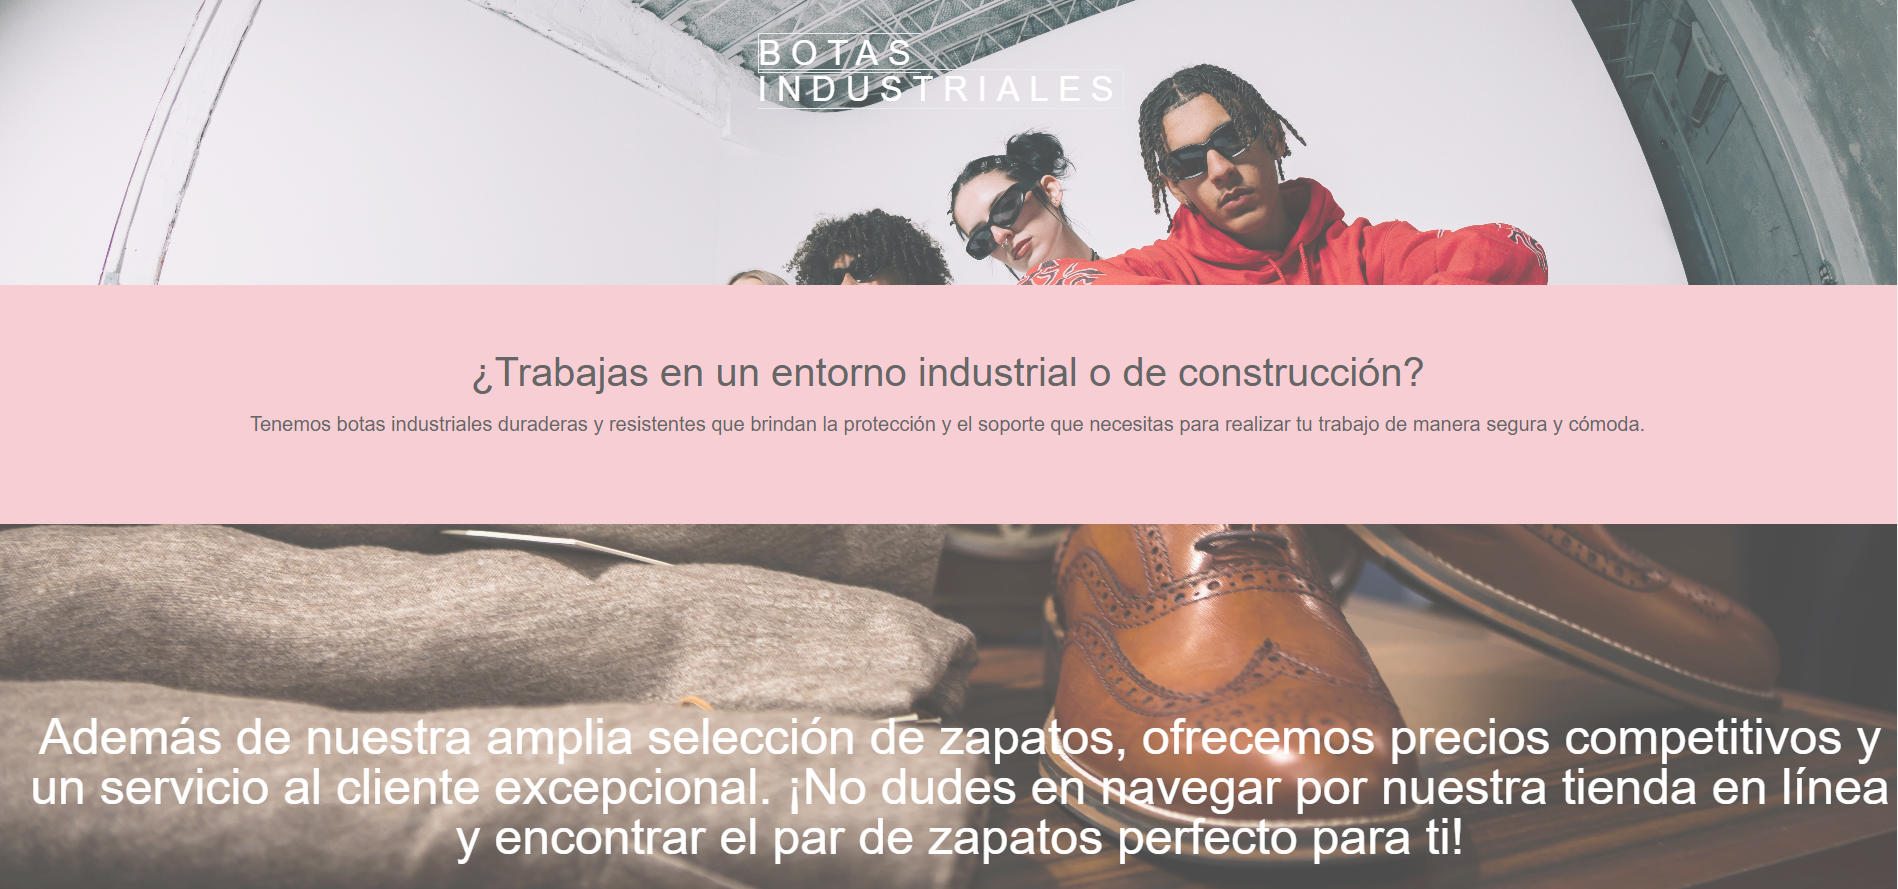 BOTAS
INDUSTRIALES
¿Trabajas en un entorno industrial o de construcción?
Tenemos botas industriales duraderas y resistentes que brindan la protección y el soporte que necesitas para realizar tu trabajo de manera segura y cómoda.
Además de nuestra amplia selección de zapatos, ofrecemos precios competitivos y
un servicio al cliente excepcional. ¡No dudes en navegar por nuestra tienda en línea
y encontrar el par de zapatos perfecto para ti!